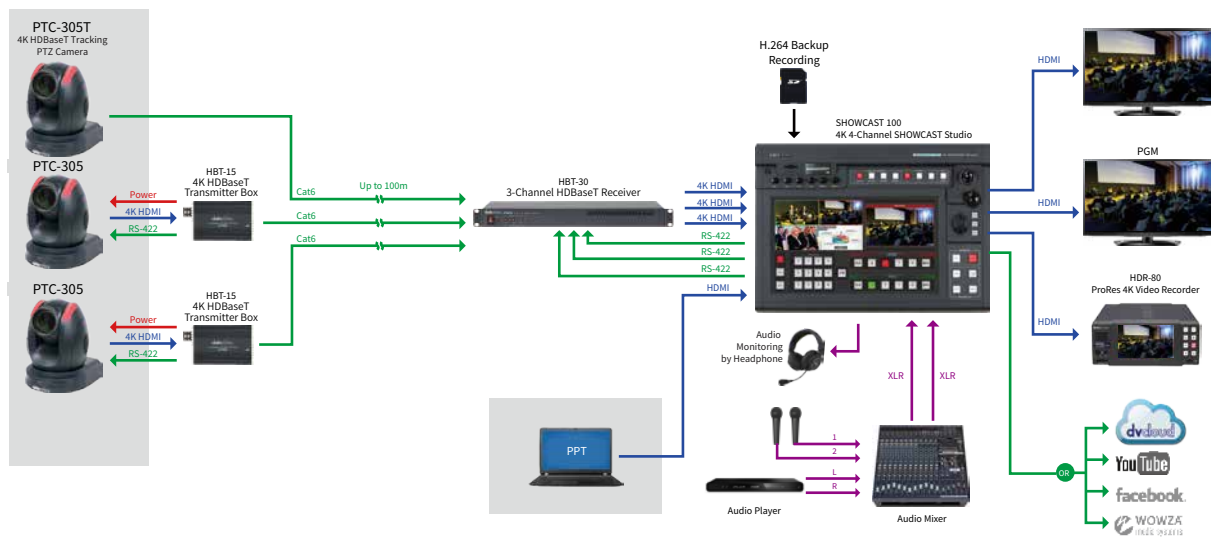 PTC-305T
4K HDBaseT Tracking
PTZ Camera
PTC-305
Power
4K HDMI
RS-422
HBT-15
4K HDBaseT
Transmitter Box
PTC-305
Power
4K HDMI
RS-422
HBT-15
4K HDBaseT
Transmitter Box
Cat6
Up to 100m
Cat6
Cat6
HBT-30
3-Channel HDBaseT Receiver
4K HDMI
4K HDMI
4K HDMI
RS-422
RS-422
RS-422
HDMI
H.264 Backup
Recording
SHOWCAST 100
4K 4-Channel SHOWCAST Studio
Audio
Monitoring
by Headphone
XLR
XLR
PPT
1
2
L
R
Audio Player
Audio Mixer
HDMI
PGM
HDMI
HDR-80
ProRes 4K Video Recorder
HDMI
OR
dvcloud
YouTube
facebook.
WOWZA
media systems